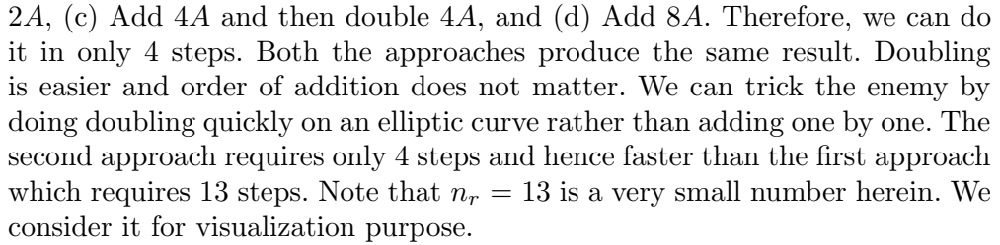 2A, (c) Add 4A and then double 4A, and (d) Add 8A. Therefore, we can do
it in only 4 steps. Both the approaches produce the same result. Doubling
is easier and order of addition does not matter. We can trick the enemy by
doing doubling quickly on an elliptic curve rather than adding one by one. The
second approach requires only 4 steps and hence faster than the first approach
which requires 13 steps. Note that nᵣ = 13 is a very small number herein. We
consider it for visualization purpose.